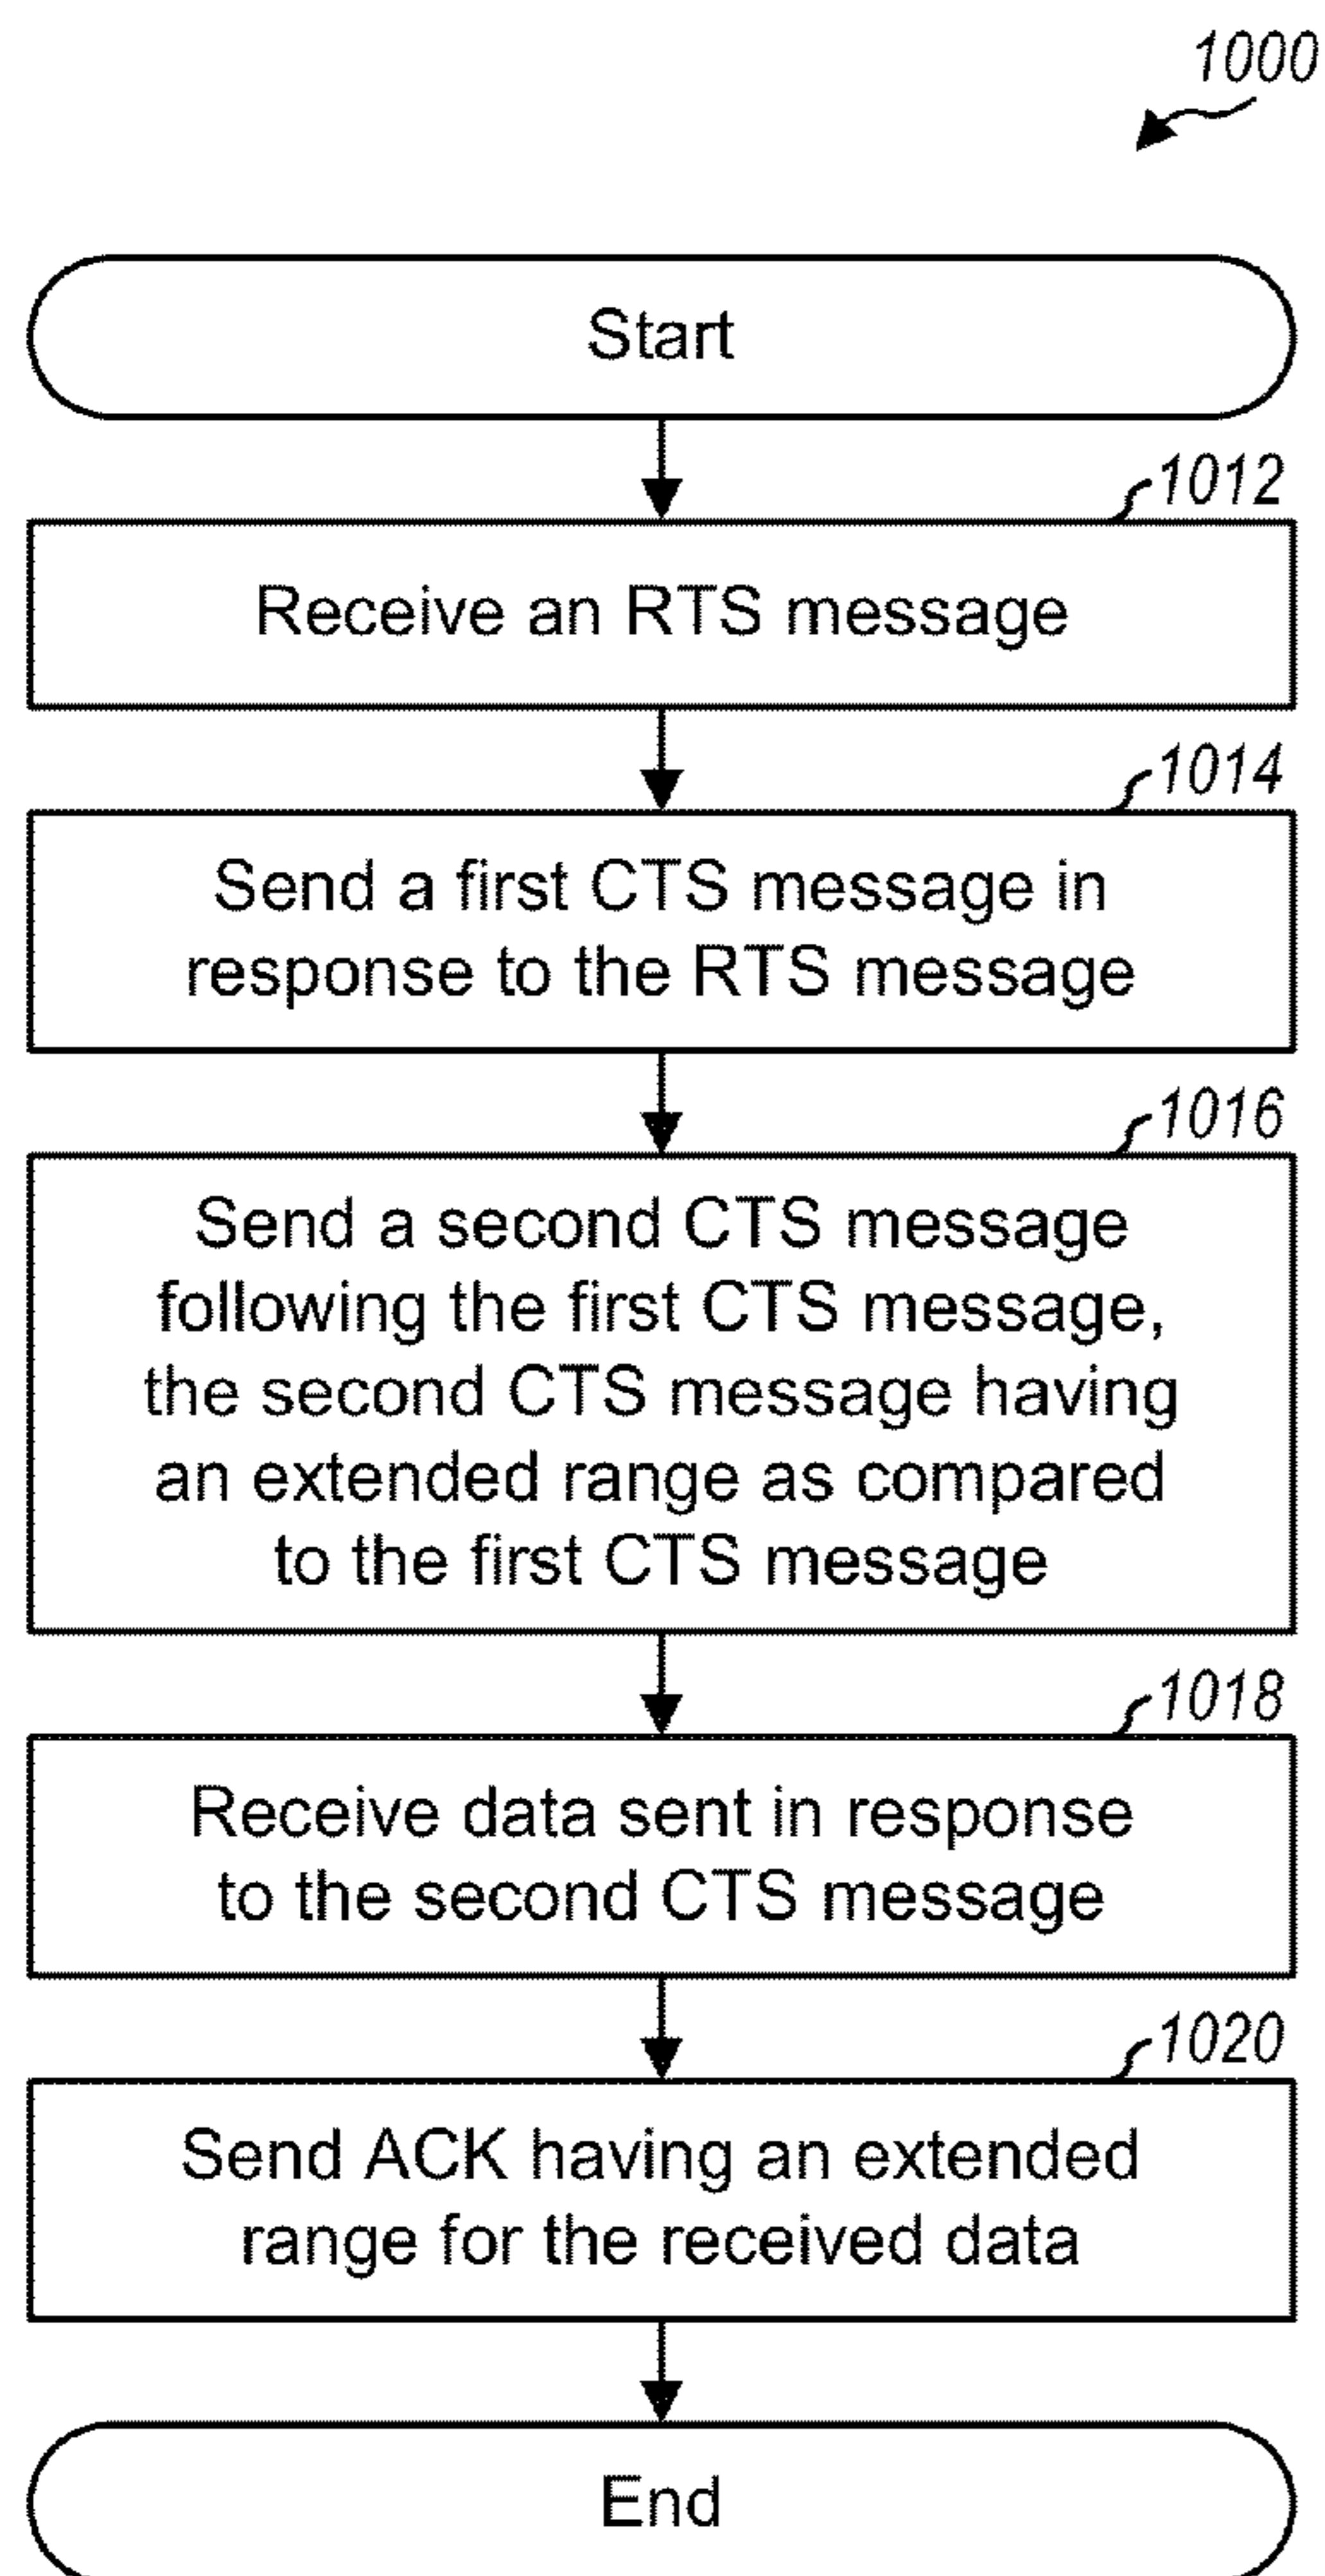 1000
Start
1012
Receive an RTS message
1014
Send a first CTS message in
response to the RTS message
1016
Send a second CTS message
following the first CTS message,
the second CTS message having
an extended range as compared
to the first CTS message
1018
Receive data sent in response
to the second CTS message
1020
Send ACK having an extended
range for the received data
End